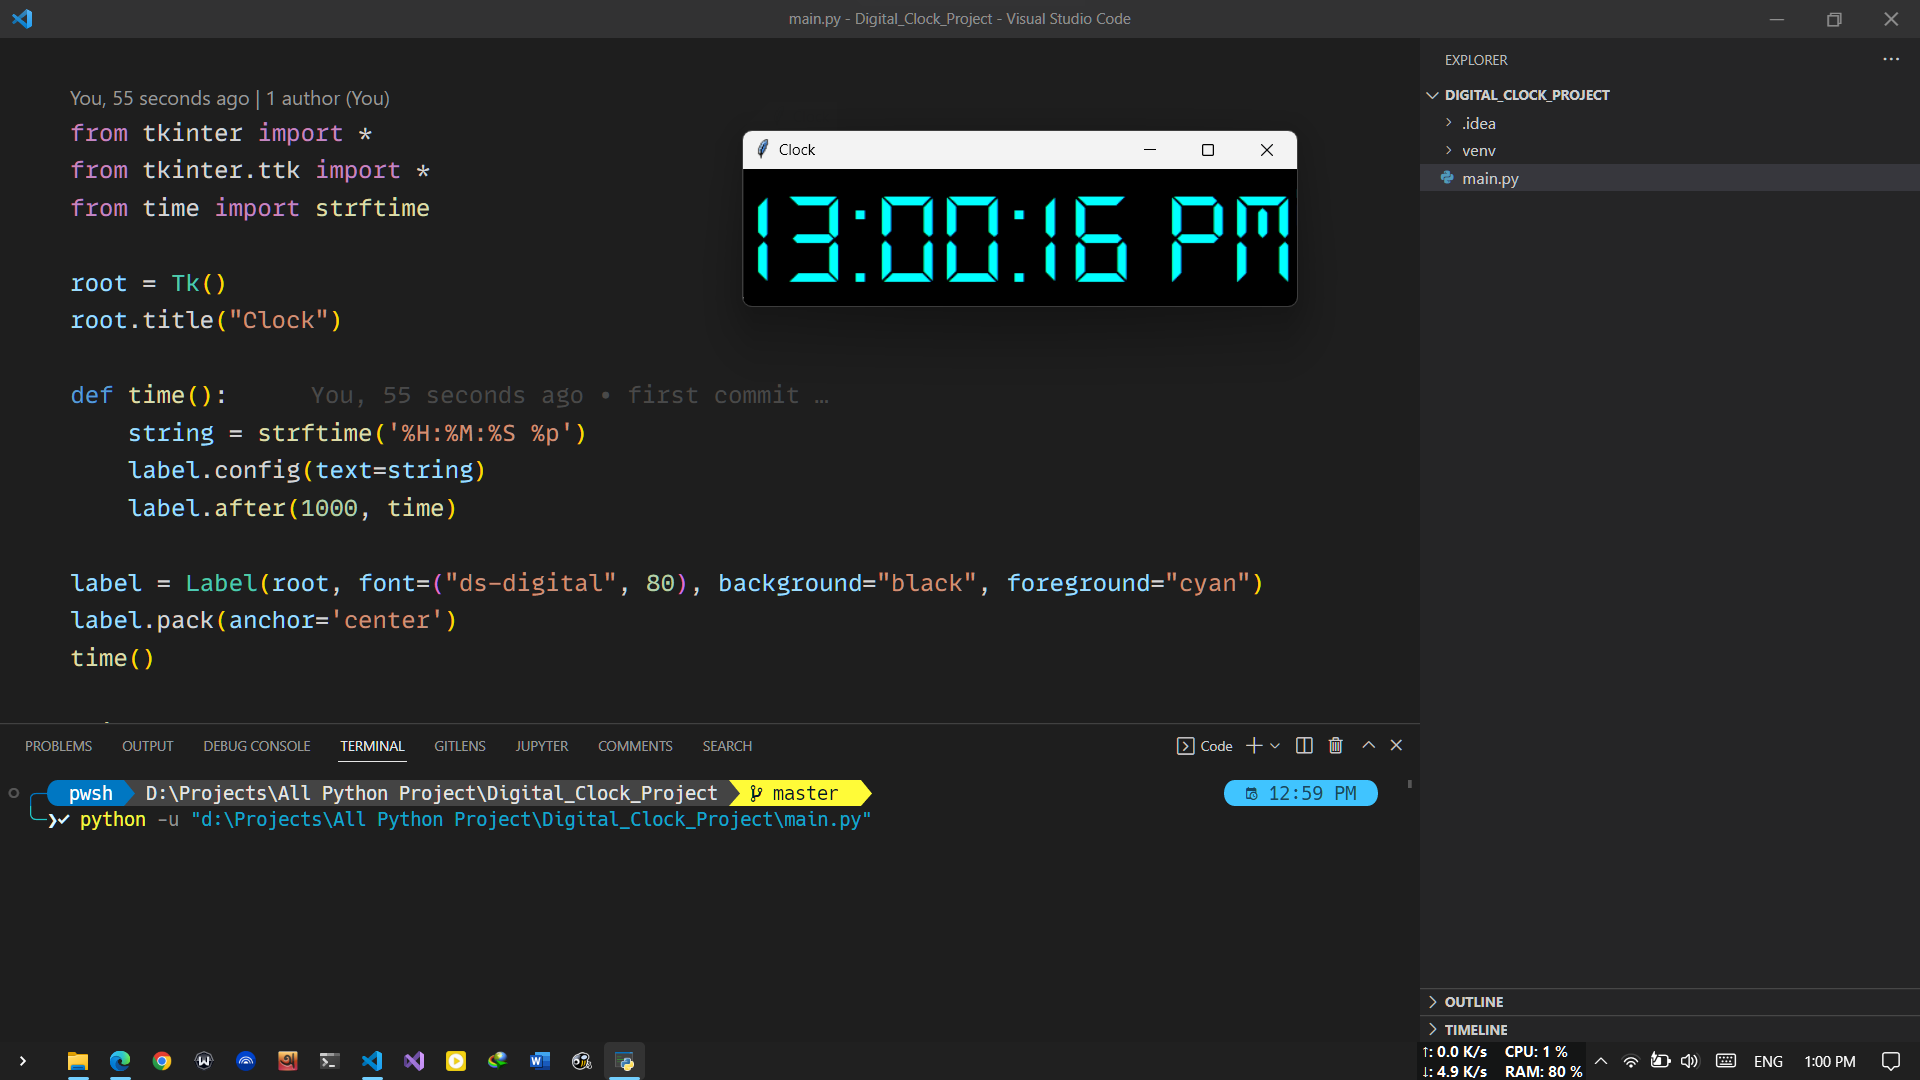 main.py - Digital_Clock_Project - Visual Studio Code
You, 55 seconds ago | 1 author (You)
from tkinter import *
from tkinter.ttk import *
from time import strftime
root = Tk()
root.title("Clock")
def time(): You, 55 seconds ago • first commit …
string = strftime('%H:%M:%S %p')
label.config(text=string)
label.after(1000, time)
label = Label(root, font=("ds-digital", 80), background="black", foreground="cyan")
label.pack(anchor='center')
time()
Clock
13:00:16 PM
EXPLORER
DIGITAL_CLOCK_PROJECT
.idea
venv
main.py
PROBLEMS OUTPUT DEBUG CONSOLE TERMINAL GITLENS JUPYTER COMMENTS SEARCH Code
pwsh D:\Projects\All Python Project\Digital_Clock_Project master 12:59 PM
python -u "d:\Projects\All Python Project\Digital_Clock_Project\main.py"
OUTLINE
TIMELINE
↑: 0.0 K/s CPU: 1 %
↓: 4.9 K/s RAM: 80 %
ENG 1:00 PM